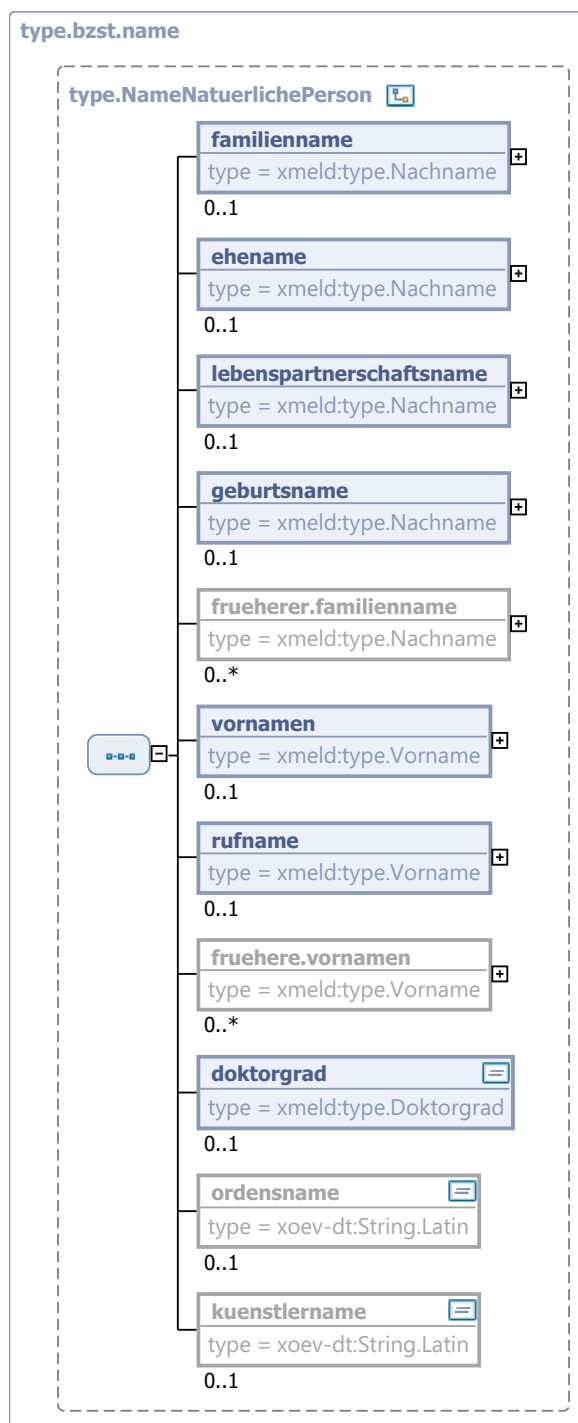 type.bzst.name
type.NameNatuerlichePerson
familienname
type = xmeld:type.Nachname
0..1
ehename
type = xmeld:type.Nachname
0..1
lebenspartnerschaftsname
type = xmeld:type.Nachname
0..1
geburtsname
type = xmeld:type.Nachname
0..1
frueherer.familienname
type = xmeld:type.Nachname
0..*
vornamen
type = xmeld:type.Vorname
0..1
rufname
type = xmeld:type.Vorname
0..1
fruehere.vornamen
type = xmeld:type.Vorname
0..*
doktorgrad
type = xmeld:type.Doktorgrad
0..1
ordensname
type = xoev-dt:String.Latin
0..1
kuenstlername
type = xoev-dt:String.Latin
0..1